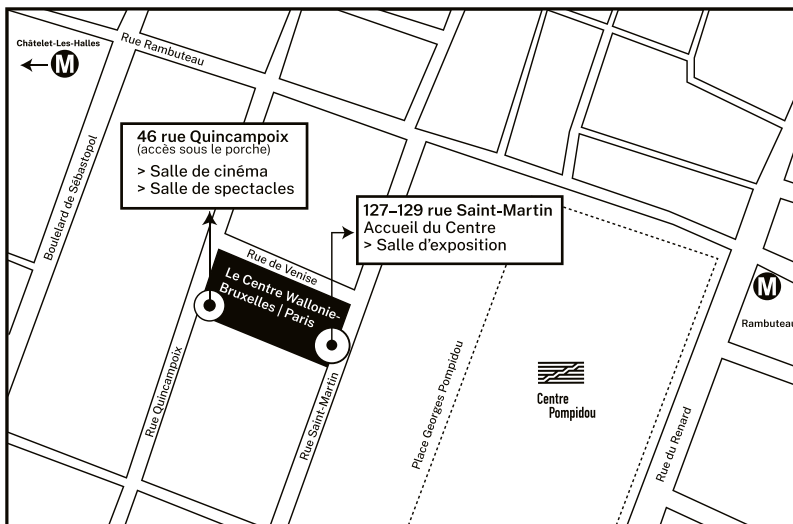 Châtelet-Les-Halles
M
Rue Rambuteau
46 rue Quincampoix
(accès sous le porche)
> Salle de cinéma
> Salle de spectacles
Boulelard de Sébastopol
127–129 rue Saint-Martin
Accueil du Centre
> Salle d’exposition
Rue de Venise
Le Centre Wallonie-
Bruxelles | Paris
M
Rambuteau
Rue Quincampoix
Rue Saint-Martin
Place Georges Pompidou
Centre
Pompidou
Rue du Renard